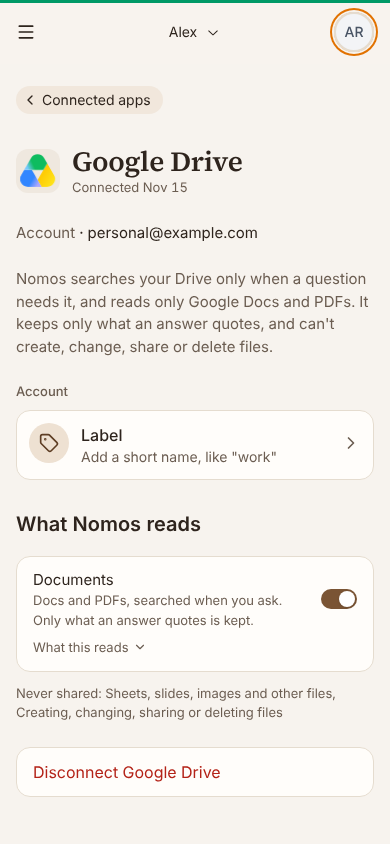 Alex
AR
Connected apps
Google Drive
Connected Nov 15
Account · personal@example.com
Nomos searches your Drive only when a question
needs it, and reads only Google Docs and PDFs. It
keeps only what an answer quotes, and can't
create, change, share or delete files.
Account
Label
Add a short name, like "work"
What Nomos reads
Documents
Docs and PDFs, searched when you ask.
Only what an answer quotes is kept.
What this reads
Never shared: Sheets, slides, images and other files,
Creating, changing, sharing or deleting files
Disconnect Google Drive